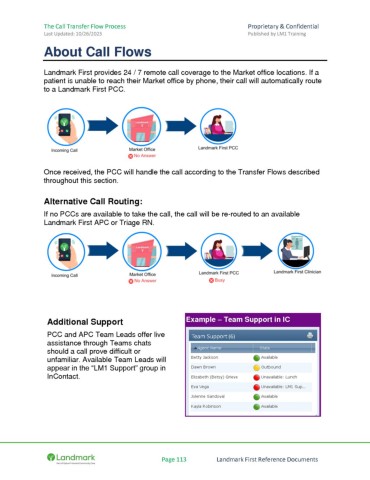 The Call Transfer Flow Process
Proprietary & Confidential
Last Updated: 10/26/2023
Published by LM1 Training
About Call Flows
Landmark First provides 24 / 7 remote call coverage to the Market office locations. If a
patient is unable to reach their Market office by phone, their call will automatically route
to a Landmark First PCC.
Incoming Call
Market Office
No Answer
Landmark First PCC
Once received, the PCC will handle the call according to the Transfer Flows described
throughout this section.
Alternative Call Routing:
If no PCCs are available to take the call, the call will be re-routed to an available
Landmark First APC or Triage RN.
Incoming Call
Market Office
No Answer
Landmark First PCC
Busy
Landmark First Clinician
Additional Support
PCC and APC Team Leads offer live
assistance through Teams chats
should a call prove difficult or
unfamiliar. Available Team Leads will
appear in the “LM1 Support” group in
InContact.
Example – Team Support in IC
Team Support (6)
Agent Name
State
Betty Jackson
Available
Dawn Brown
Outbound
Elizabeth (Betsy) Ghose
Unavailable: Lunch
Eva Vega
Unavailable: LM1 Sup...
Jeannie Sandoval
Available
Kayla Robinson
Available
Landmark
Page 113
Landmark First Reference Documents